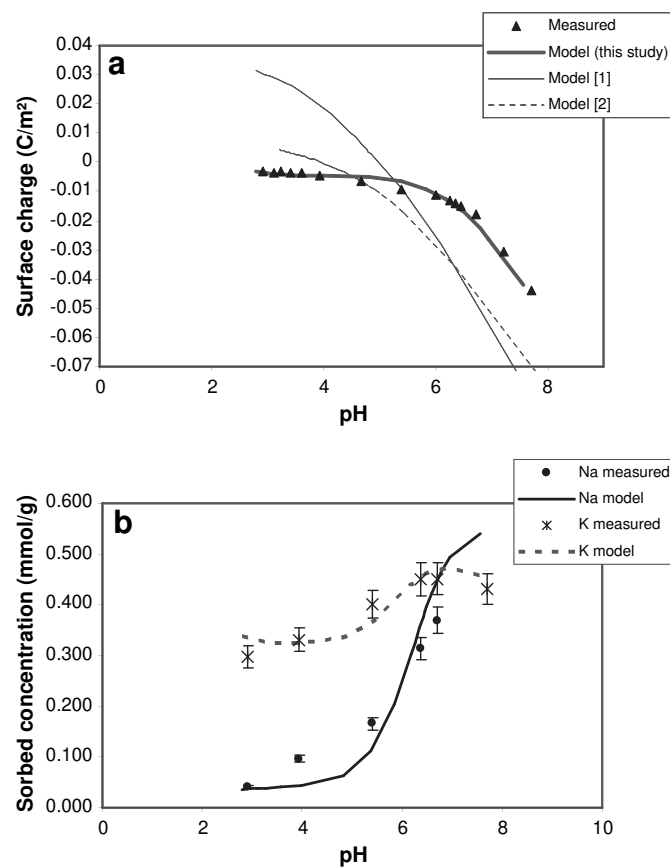 Measured
Model (this study)
Model [1]
Model [2]
a
0.04
0.03
0.02
0.01
0
-0.01
-0.02
-0.03
-0.04
-0.05
-0.06
-0.07
Surface charge (C/m²)
0 2 4 6 8
pH
Na measured
Na model
K measured
K model
b
0.600
0.500
0.400
0.300
0.200
0.100
0.000
Sorbed concentration (mmol/g)
0 2 4 6 8 10
pH